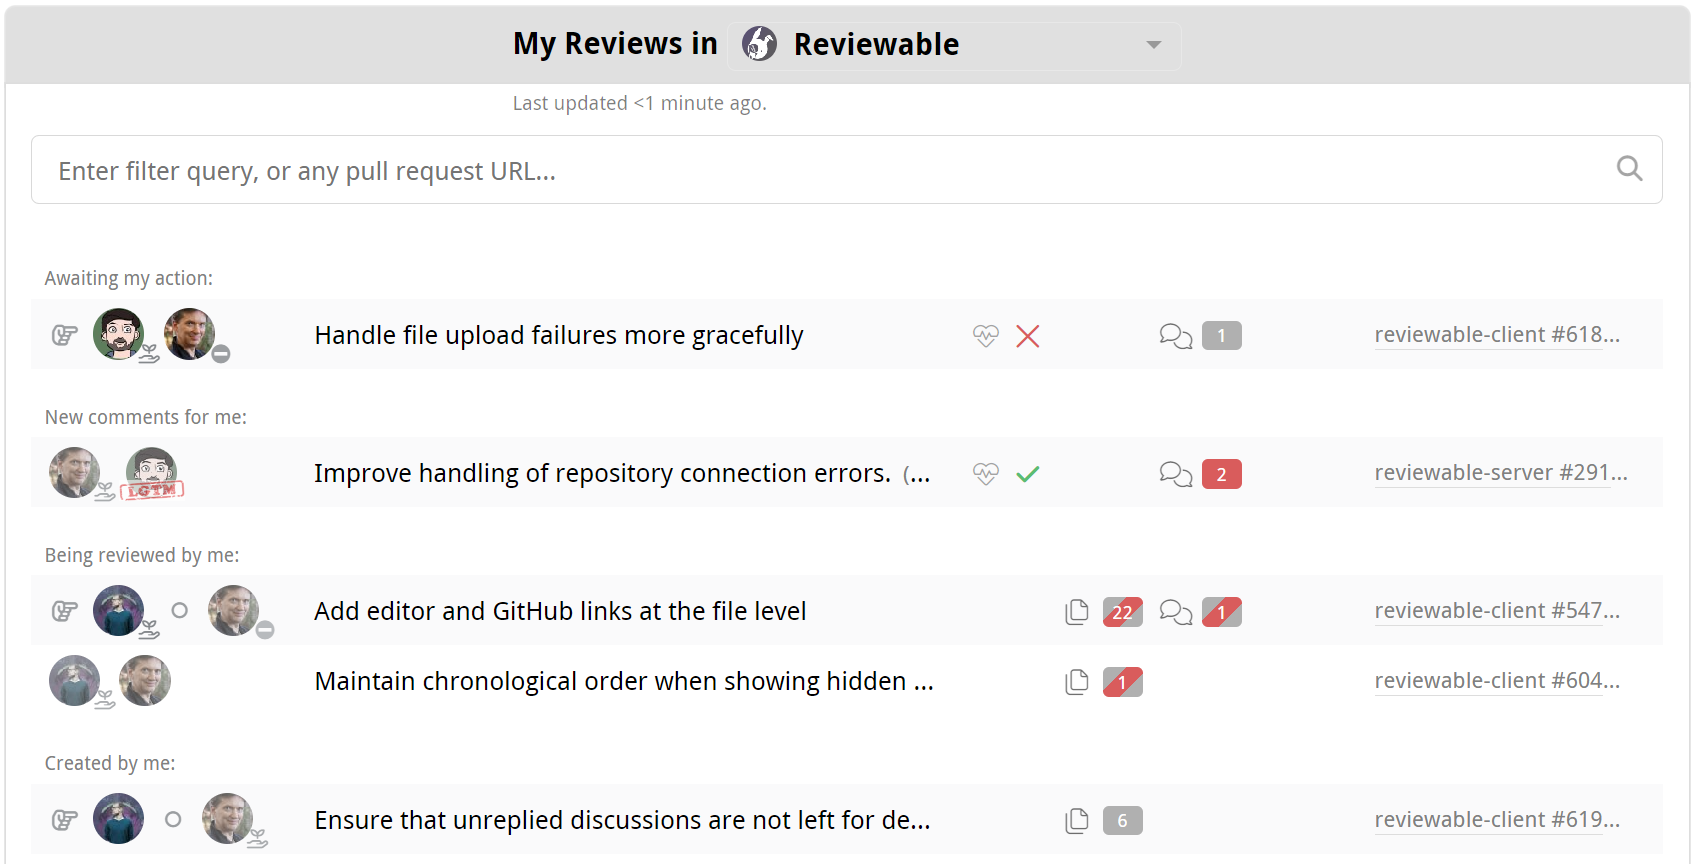 My Reviews in Reviewable
Last updated <1 minute ago.
Enter filter query, or any pull request URL...
Awaiting my action:
Handle file upload failures more gracefully 1 reviewable-client #618...
New comments for me:
LGTM Improve handling of repository connection errors. (... 2 reviewable-server #291...
Being reviewed by me:
Add editor and GitHub links at the file level 22 1 reviewable-client #547...
Maintain chronological order when showing hidden ... 1 reviewable-client #604...
Created by me:
Ensure that unreplied discussions are not left for de... 6 reviewable-client #619...